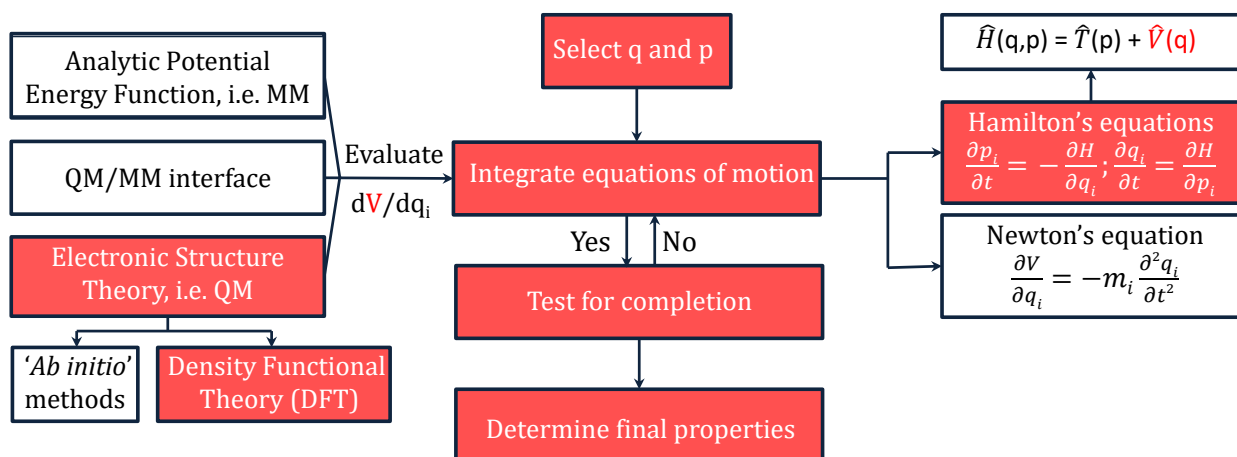 Analytic Potential
Energy Function, i.e. MM
QM/MM interface
Electronic Structure
Theory, i.e. QM
‘Ab initio’
methods
Density Functional
Theory (DFT)
Evaluate
dV/dqᵢ
Select q and p
Integrate equations of motion
Yes
No
Test for completion
Determine final properties
Ĥ(q,p) = T̂(p) + V̂(q)
Hamilton’s equations
∂pᵢ/∂t = −∂H/∂qᵢ; ∂qᵢ/∂t = ∂H/∂pᵢ
Newton’s equation
∂V/∂qᵢ = −mᵢ ∂²qᵢ/∂t²